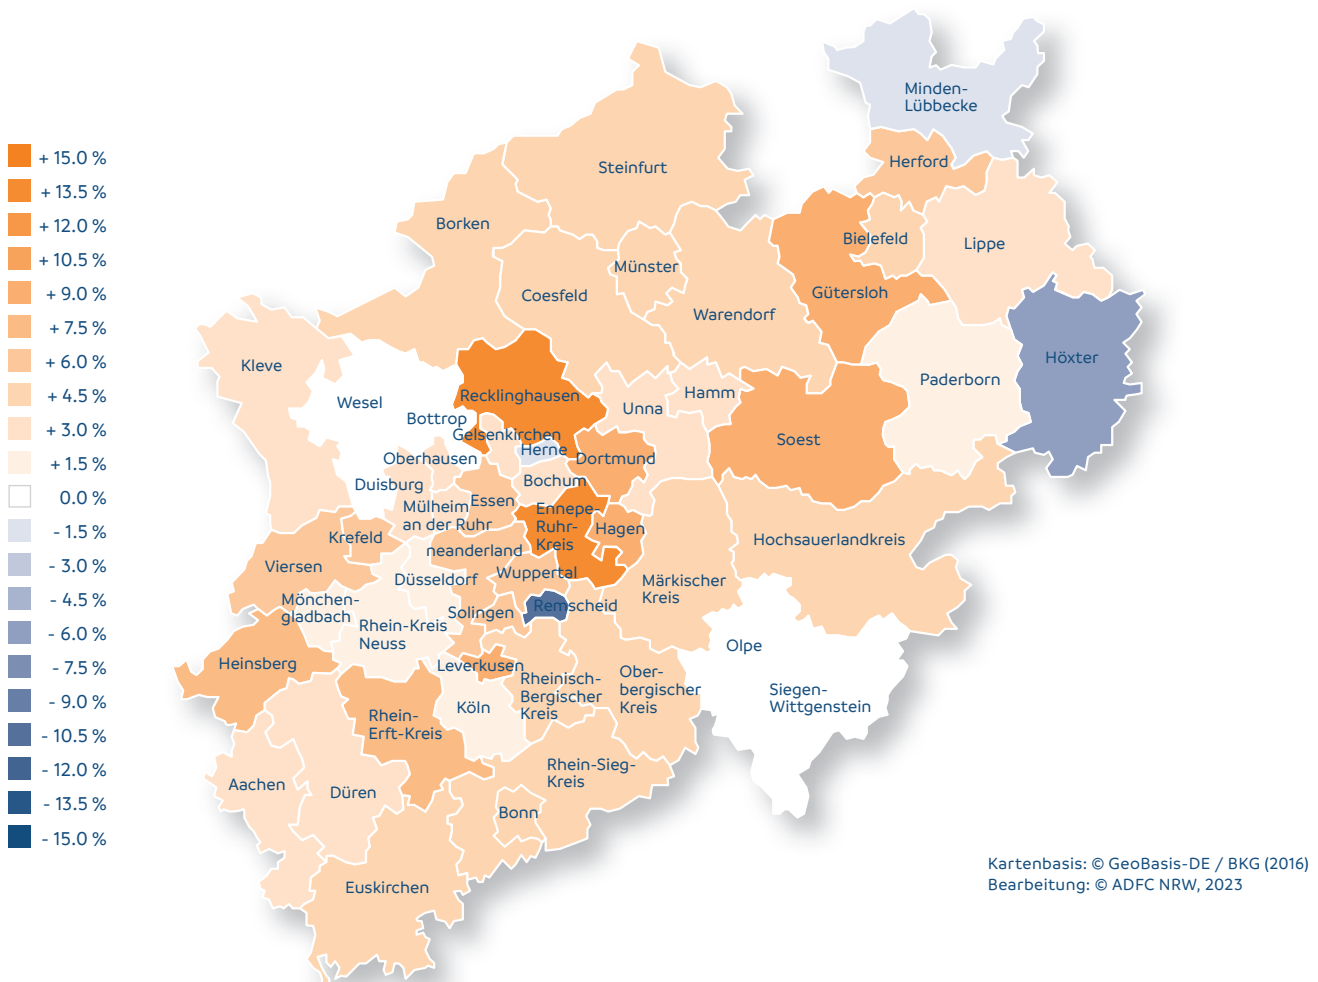 + 15.0 %
+ 13.5 %
+ 12.0 %
+ 10.5 %
+ 9.0 %
+ 7.5 %
+ 6.0 %
+ 4.5 %
+ 3.0 %
+ 1.5 %
0.0 %
- 1.5 %
- 3.0 %
- 4.5 %
- 6.0 %
- 7.5 %
- 9.0 %
- 10.5 %
- 12.0 %
- 13.5 %
- 15.0 %
Minden-
Lübbecke
Herford
Steinfurt
Borken
Bielefeld
Lippe
Münster
Coesfeld
Gütersloh
Warendorf
Höxter
Kleve
Paderborn
Recklinghausen
Hamm
Wesel
Unna
Bottrop
Gelsenkirchen
Soest
Herne
Oberhausen
Dortmund
Bochum
Duisburg
Essen
Mülheim
an der Ruhr
Ennepe-
Ruhr-
Kreis
Hagen
Krefeld
Hochsauerlandkreis
neanderland
Viersen
Wuppertal
Düsseldorf
Märkischer
Kreis
Mönchen-
gladbach
Remscheid
Solingen
Rhein-Kreis
Neuss
Olpe
Heinsberg
Leverkusen
Rheinisch-
Bergischer
Kreis
Ober-
bergischer
Kreis
Siegen-
Wittgenstein
Köln
Rhein-
Erft-Kreis
Rhein-Sieg-
Kreis
Aachen
Düren
Bonn
Euskirchen
Kartenbasis: © GeoBasis-DE / BKG (2016)
Bearbeitung: © ADFC NRW, 2023